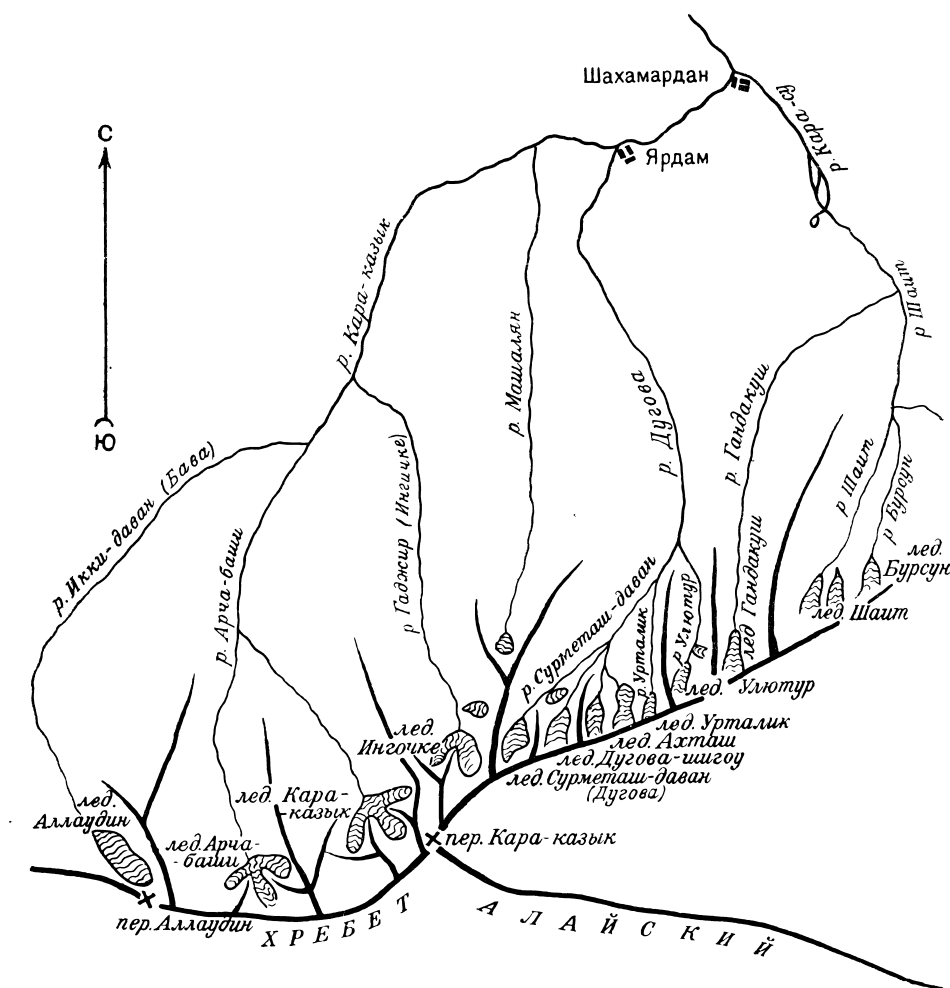 Шахамардан
р. Кара-су
С
Ярдам
р. Кара-казык
р Шаит
р. Машалян
р. Дугова
р. Гандакуш
Ю
р. Икки-даван (Бава)
р. Арча-баши
р Гаджир (Ингичке)
р Шаит
р Бурсун
лед.
Бурсун
р. Сурметаш-даван
р. Урталик
р Улютур
лед Гандакуш
лед. Шаит
лед. Улютур
лед. Урталик
лед. Ахташ
лед. Дугова-шигоу
лед. Сурметаш-даван
(Дугова)
лед.
Ингочке
лед. Кара-
-казык
лед.
Аллаудин
лед. Арча-
-баши
пер. Кара-казык
пер. Аллаудин
ХРЕБЕТ
АЛАЙСКИЙ